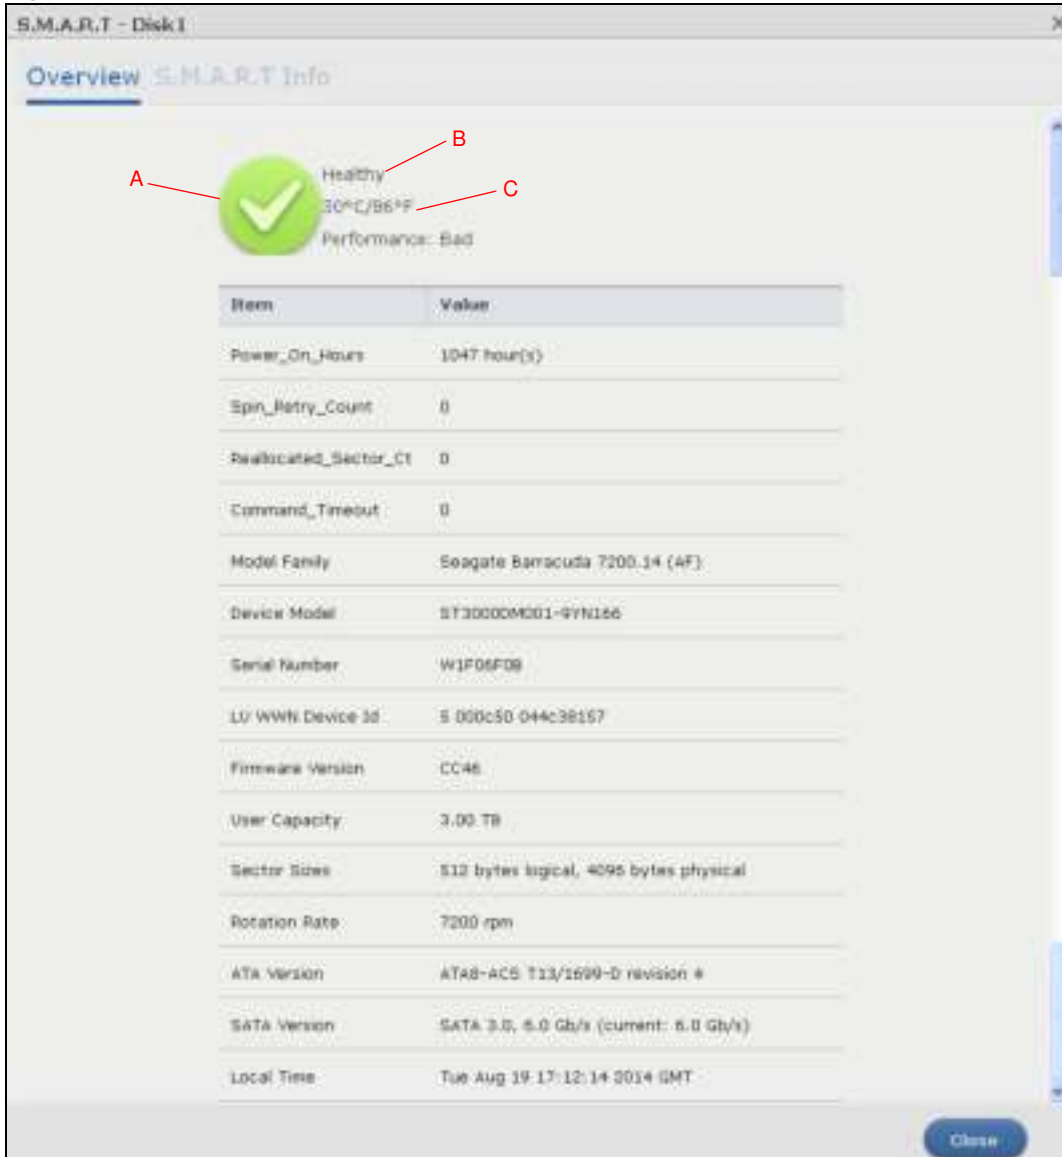 S.M.A.R.T - Disk1
Overview S.M.A.R.T Info
A
B
C
Healthy
30°C/86°F
Performance: Bad
Item Value
Power_On_Hours 1047 hour(s)
Spin_Retry_Count 0
Reallocated_Sector_Ct 0
Command_Timeout 0
Model Family Seagate Barracuda 7200.14 (AF)
Device Model ST3000DM001-9YN166
Serial Number W1F06F0B
LU WWN Device Id 5 000c50 044c38157
Firmware Version CC46
User Capacity 3.00 TB
Sector Sizes 512 bytes logical, 4096 bytes physical
Rotation Rate 7200 rpm
ATA Version ATA8-ACS T13/1699-D revision 4
SATA Version SATA 3.0, 6.0 Gb/s (current: 6.0 Gb/s)
Local Time Tue Aug 19 17:12:14 2014 GMT
Close